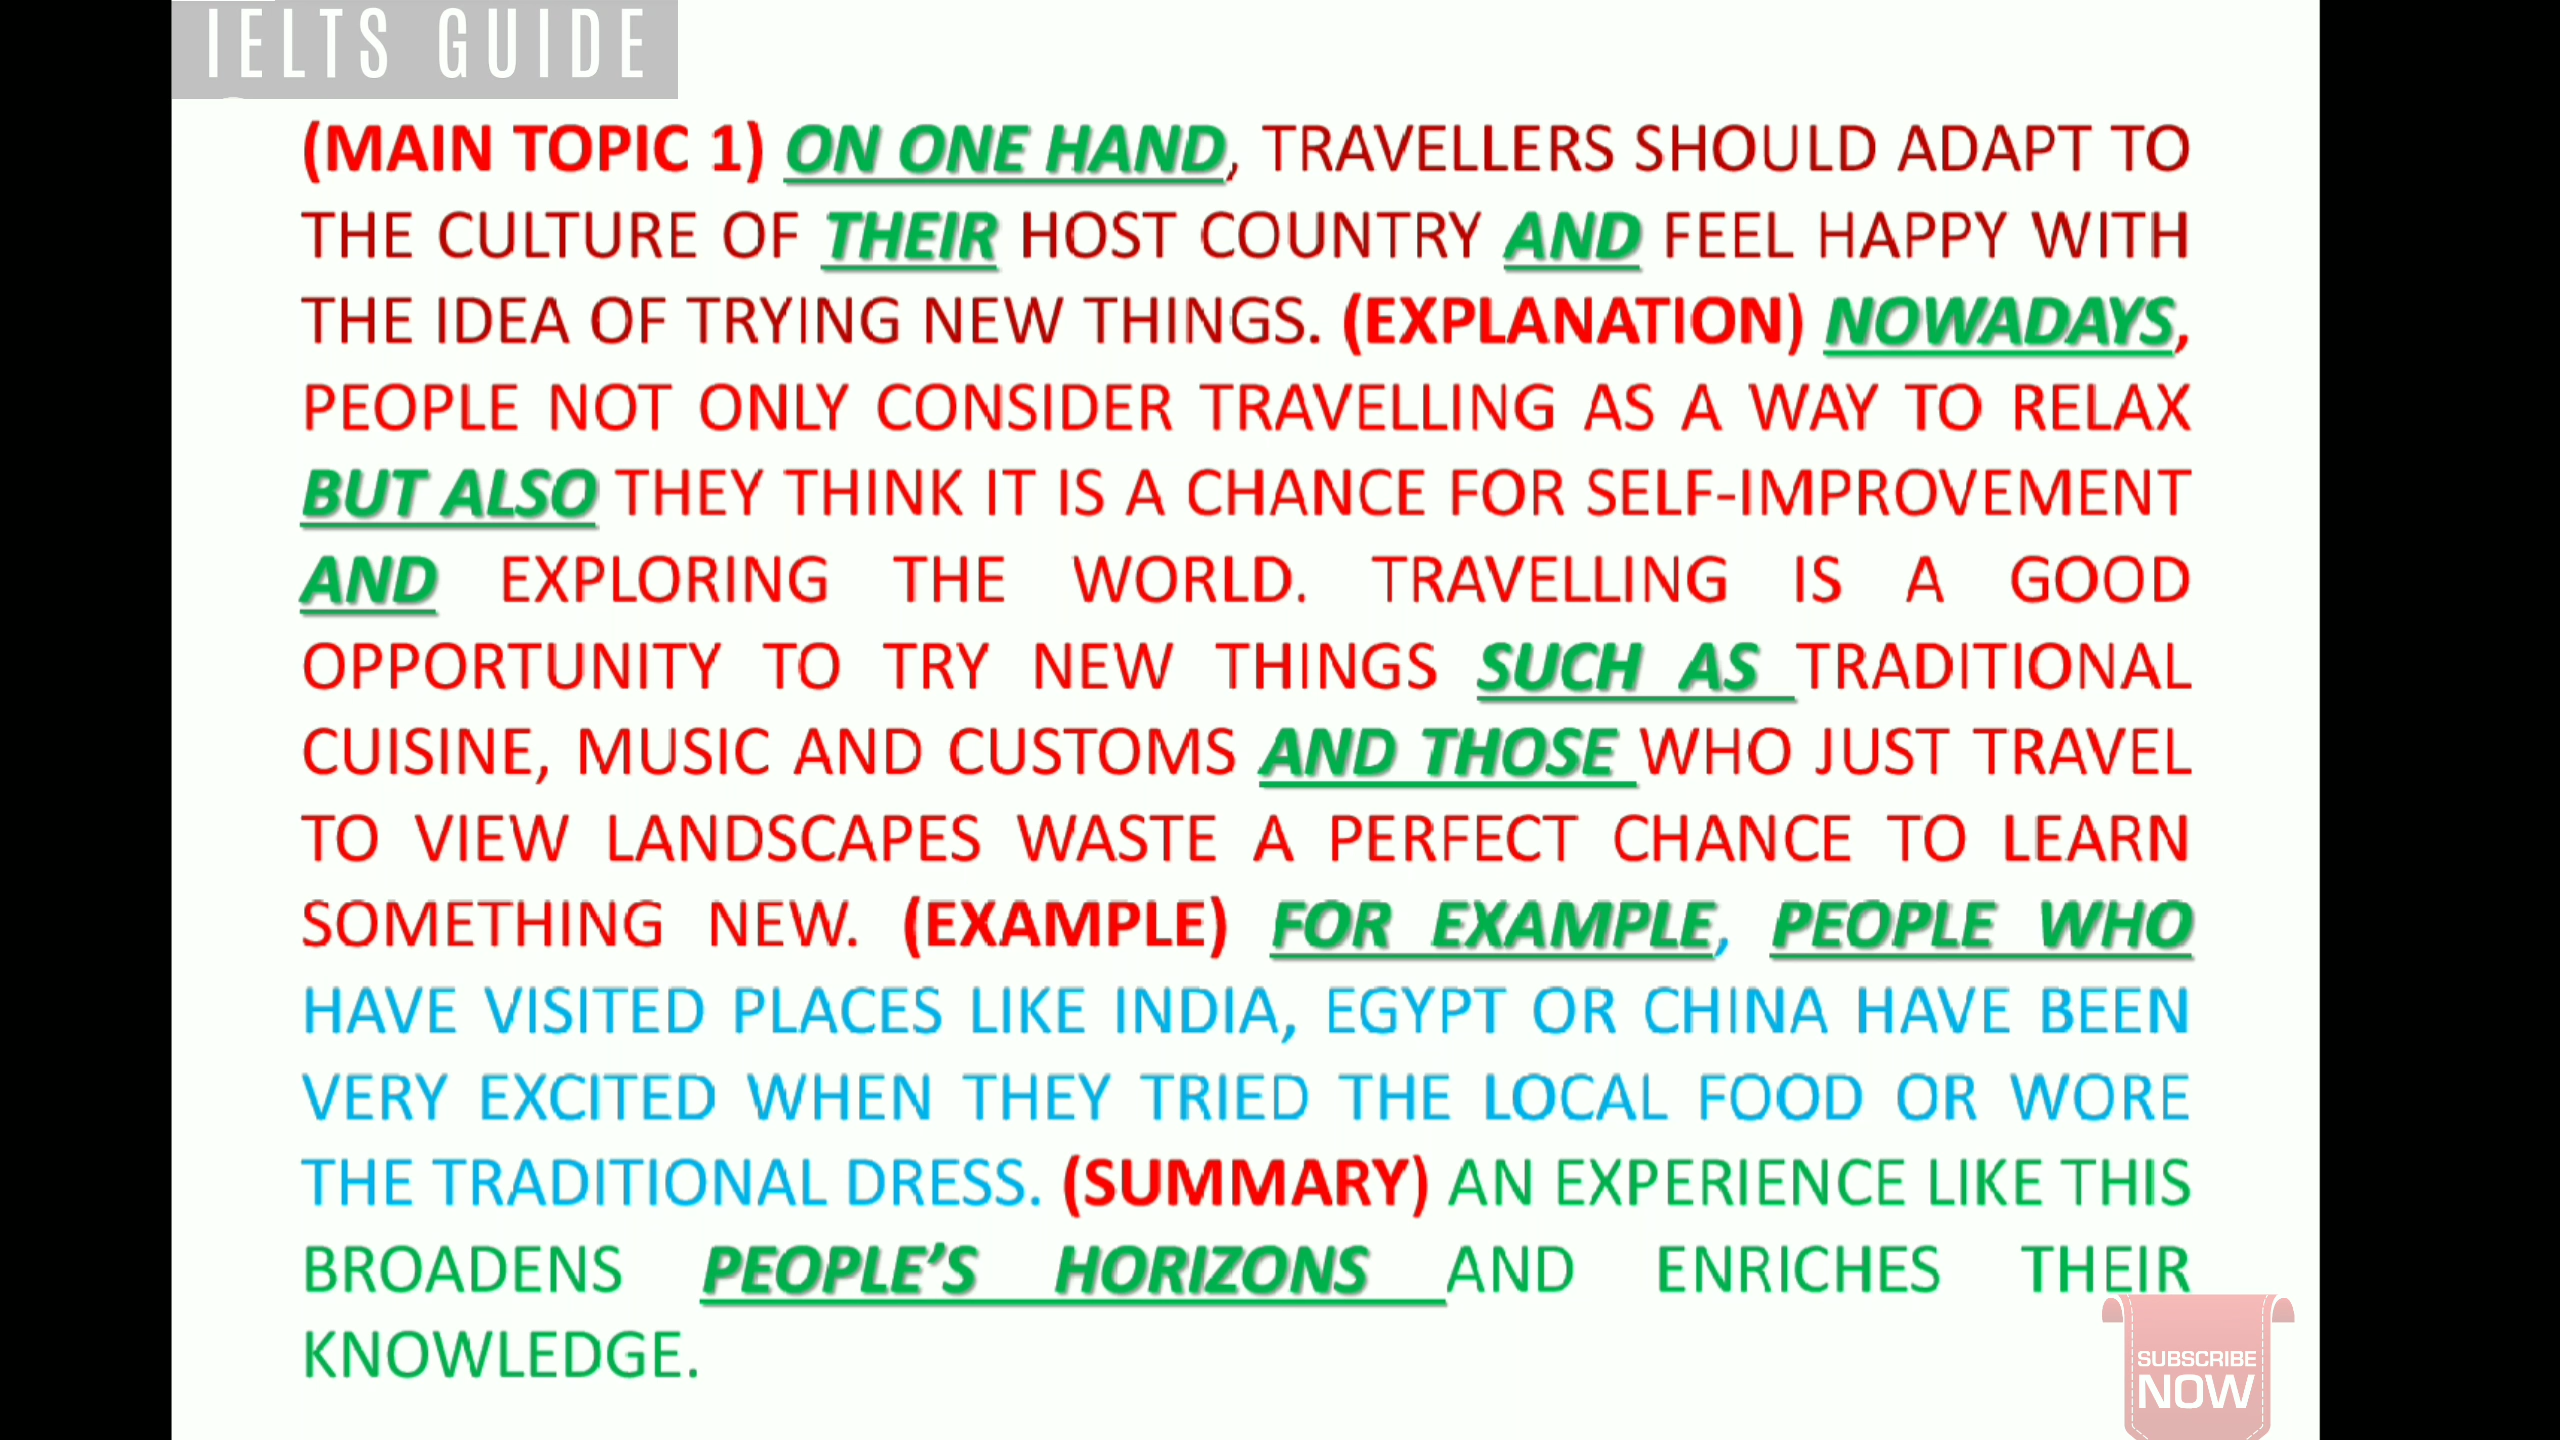 IELTS GUIDE
(MAIN TOPIC 1) ON ONE HAND, TRAVELLERS SHOULD ADAPT TO
THE CULTURE OF THEIR HOST COUNTRY AND FEEL HAPPY WITH
THE IDEA OF TRYING NEW THINGS. (EXPLANATION) NOWADAYS,
PEOPLE NOT ONLY CONSIDER TRAVELLING AS A WAY TO RELAX
BUT ALSO THEY THINK IT IS A CHANCE FOR SELF-IMPROVEMENT
AND EXPLORING THE WORLD. TRAVELLING IS A GOOD
OPPORTUNITY TO TRY NEW THINGS SUCH AS TRADITIONAL
CUISINE, MUSIC AND CUSTOMS AND THOSE WHO JUST TRAVEL
TO VIEW LANDSCAPES WASTE A PERFECT CHANCE TO LEARN
SOMETHING NEW. (EXAMPLE) FOR EXAMPLE, PEOPLE WHO
HAVE VISITED PLACES LIKE INDIA, EGYPT OR CHINA HAVE BEEN
VERY EXCITED WHEN THEY TRIED THE LOCAL FOOD OR WORE
THE TRADITIONAL DRESS. (SUMMARY) AN EXPERIENCE LIKE THIS
BROADENS PEOPLE'S HORIZONS AND ENRICHES THEIR
KNOWLEDGE.
SUBSCRIBE
NOW